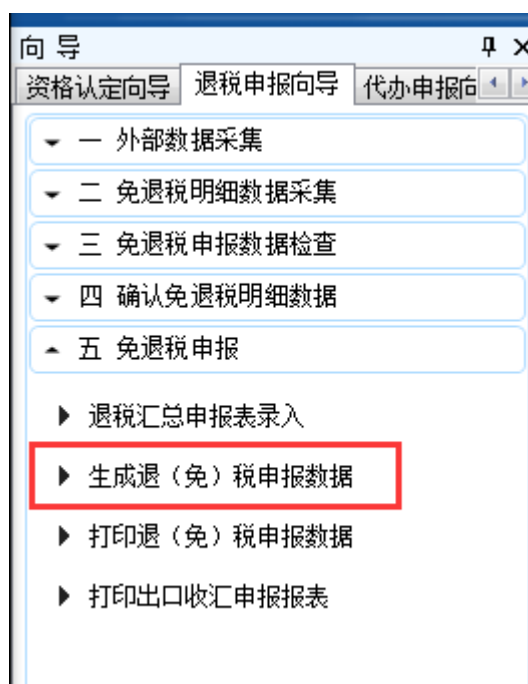 向 导
资格认定向导 退税申报向导 代办申报向
一 外部数据采集
二 免退税明细数据采集
三 免退税申报数据检查
四 确认免退税明细数据
五 免退税申报
退税汇总申报表录入
生成退（免）税申报数据
打印退（免）税申报数据
打印出口收汇申报报表